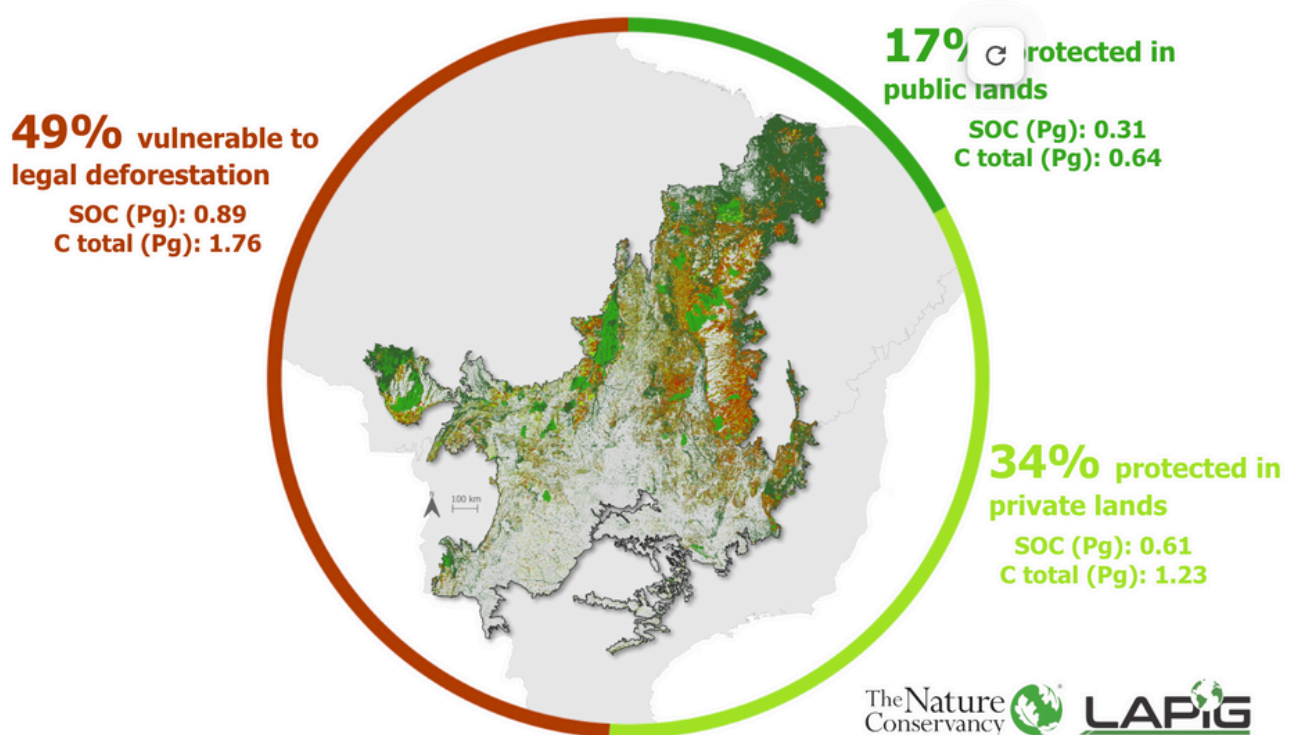 49% vulnerable to
legal deforestation
SOC (Pg): 0.89
C total (Pg): 1.76
17% protected in
public lands
SOC (Pg): 0.31
C total (Pg): 0.64
34% protected in
private lands
SOC (Pg): 0.61
C total (Pg): 1.23
100 km
The Nature
Conservancy
LAPIG